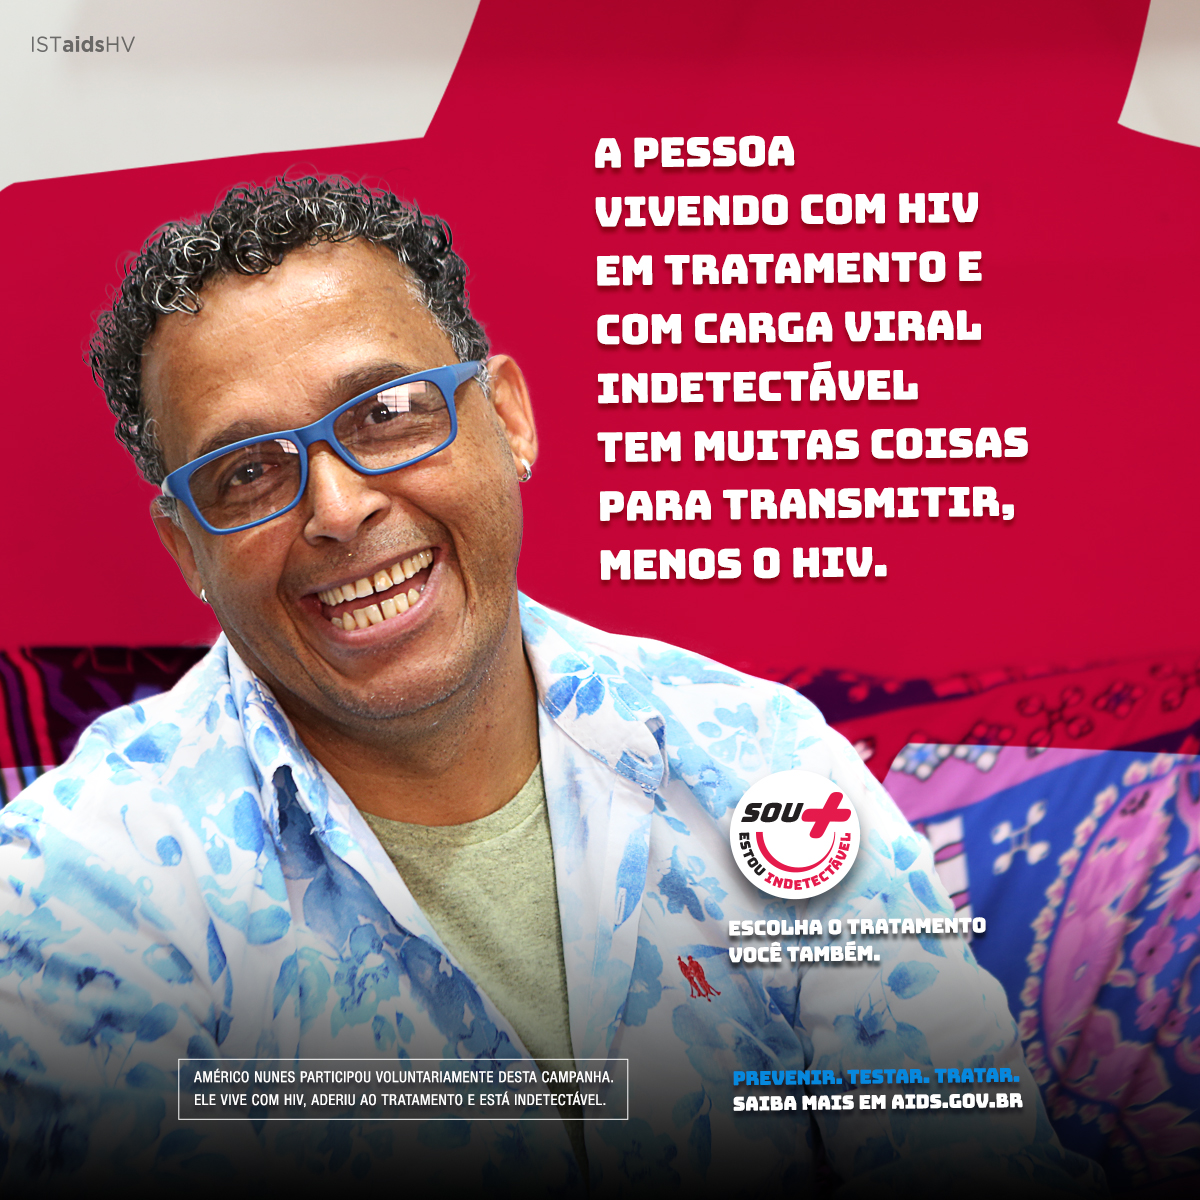 ISTaidsHV
A PESSOA
VIVENDO COM HIV
EM TRATAMENTO E
COM CARGA VIRAL
INDETECTÁVEL
TEM MUITAS COISAS
PARA TRANSMITIR,
MENOS O HIV.
SOU+
ESTOU INDETECTÁVEL
ESCOLHA O TRATAMENTO
VOCÊ TAMBÉM.
AMÉRICO NUNES PARTICIPOU VOLUNTARIAMENTE DESTA CAMPANHA.
ELE VIVE COM HIV, ADERIU AO TRATAMENTO E ESTÁ INDETECTÁVEL.
PREVENIR. TESTAR. TRATAR.
SAIBA MAIS EM AIDS.GOV.BR